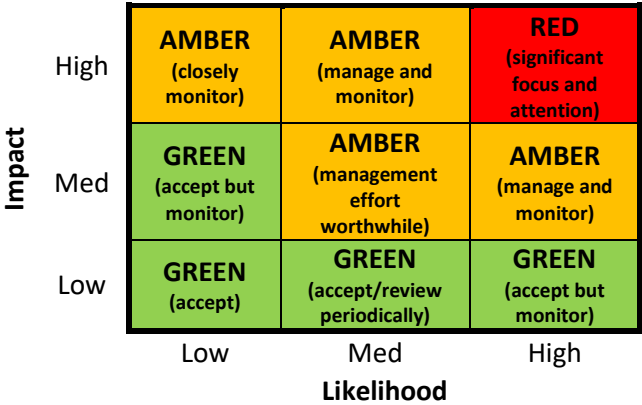 Impact
High
AMBER
(closely
monitor)
AMBER
(manage and
monitor)
RED
(significant
focus and
attention)
Med
GREEN
(accept but
monitor)
AMBER
(management
effort
worthwhile)
AMBER
(manage and
monitor)
Low
GREEN
(accept)
GREEN
(accept/review
periodically)
GREEN
(accept but
monitor)
Low
Med
High
Likelihood